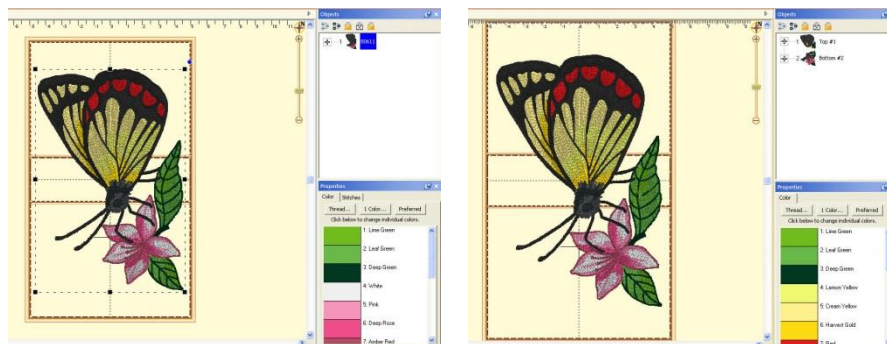 Objects
1 80611
Properties
Color Stitches
Thread... 1 Color... Preferred
Click below to change individual colors.
1: Lime Green
2: Leaf Green
3: Deep Green
4: White
5: Pink
6: Deep Rose
7: Amber Red
Objects
1 Top #1
2 Bottom #2
Properties
Color
Thread... 1 Color... Preferred
Click below to change individual colors.
1: Lime Green
2: Leaf Green
3: Deep Green
4: Lemon Yellow
5: Cream Yellow
6: Harvest Gold
7: Red